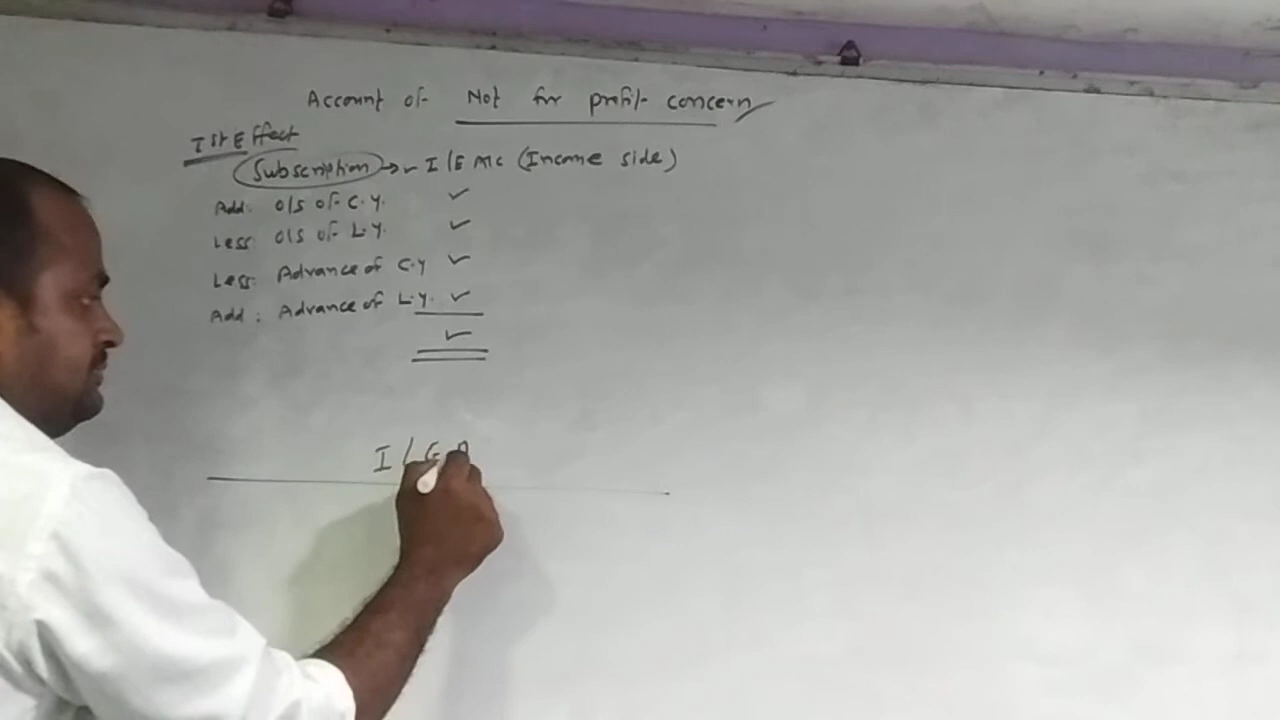 Account of Not for profit concern
Ist Effect
Subscription → I/E A/c (Income side)
Add: O/S of C.Y. ✓
Less: O/S of L.Y. ✓
Less: Advance of C.Y ✓
Add: Advance of L.Y. ✓
✓
I/E A